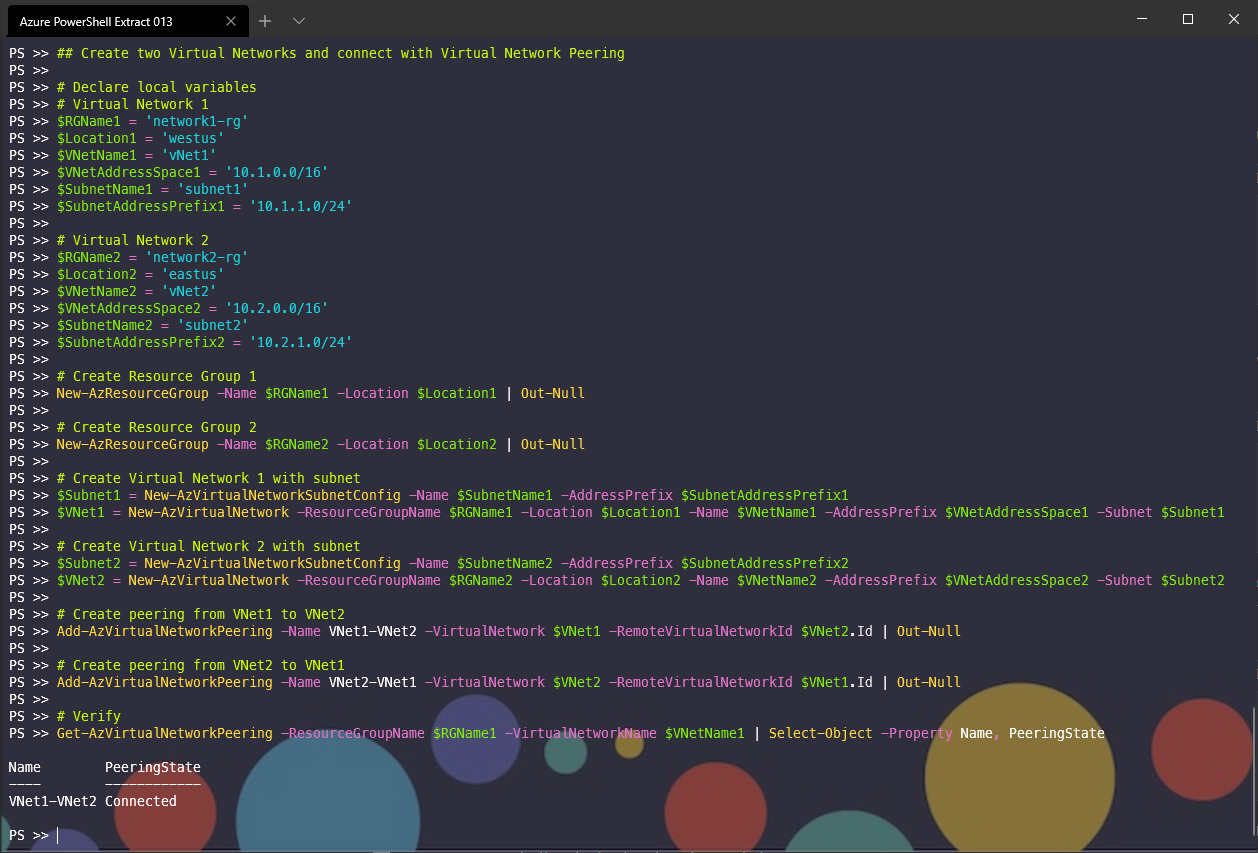 Azure PowerShell Extract 013
PS >> ## Create two Virtual Networks and connect with Virtual Network Peering
PS >>
PS >> # Declare local variables
PS >> # Virtual Network 1
PS >> $RGName1 = 'network1-rg'
PS >> $Location1 = 'westus'
PS >> $VNetName1 = 'vNet1'
PS >> $VNetAddressSpace1 = '10.1.0.0/16'
PS >> $SubnetName1 = 'subnet1'
PS >> $SubnetAddressPrefix1 = '10.1.1.0/24'
PS >>
PS >> # Virtual Network 2
PS >> $RGName2 = 'network2-rg'
PS >> $Location2 = 'eastus'
PS >> $VNetName2 = 'vNet2'
PS >> $VNetAddressSpace2 = '10.2.0.0/16'
PS >> $SubnetName2 = 'subnet2'
PS >> $SubnetAddressPrefix2 = '10.2.1.0/24'
PS >>
PS >> # Create Resource Group 1
PS >> New-AzResourceGroup -Name $RGName1 -Location $Location1 | Out-Null
PS >>
PS >> # Create Resource Group 2
PS >> New-AzResourceGroup -Name $RGName2 -Location $Location2 | Out-Null
PS >>
PS >> # Create Virtual Network 1 with subnet
PS >> $Subnet1 = New-AzVirtualNetworkSubnetConfig -Name $SubnetName1 -AddressPrefix $SubnetAddressPrefix1
PS >> $VNet1 = New-AzVirtualNetwork -ResourceGroupName $RGName1 -Location $Location1 -Name $VNetName1 -AddressPrefix $VNetAddressSpace1 -Subnet $Subnet1
PS >>
PS >> # Create Virtual Network 2 with subnet
PS >> $Subnet2 = New-AzVirtualNetworkSubnetConfig -Name $SubnetName2 -AddressPrefix $SubnetAddressPrefix2
PS >> $VNet2 = New-AzVirtualNetwork -ResourceGroupName $RGName2 -Location $Location2 -Name $VNetName2 -AddressPrefix $VNetAddressSpace2 -Subnet $Subnet2
PS >>
PS >> # Create peering from VNet1 to VNet2
PS >> Add-AzVirtualNetworkPeering -Name VNet1-VNet2 -VirtualNetwork $VNet1 -RemoteVirtualNetworkId $VNet2.Id | Out-Null
PS >>
PS >> # Create peering from VNet2 to VNet1
PS >> Add-AzVirtualNetworkPeering -Name VNet2-VNet1 -VirtualNetwork $VNet2 -RemoteVirtualNetworkId $VNet1.Id | Out-Null
PS >>
PS >> # Verify
PS >> Get-AzVirtualNetworkPeering -ResourceGroupName $RGName1 -VirtualNetworkName $VNetName1 | Select-Object -Property Name, PeeringState
Name        PeeringState
----        ------------
VNet1-VNet2 Connected
PS >>